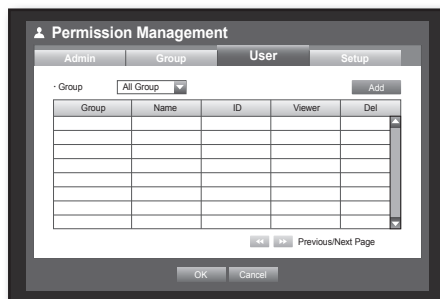 Permission Management
Admin Group User Setup
· Group All Group Add
Group Name ID Viewer Del
Previous/Next Page
OK Cancel